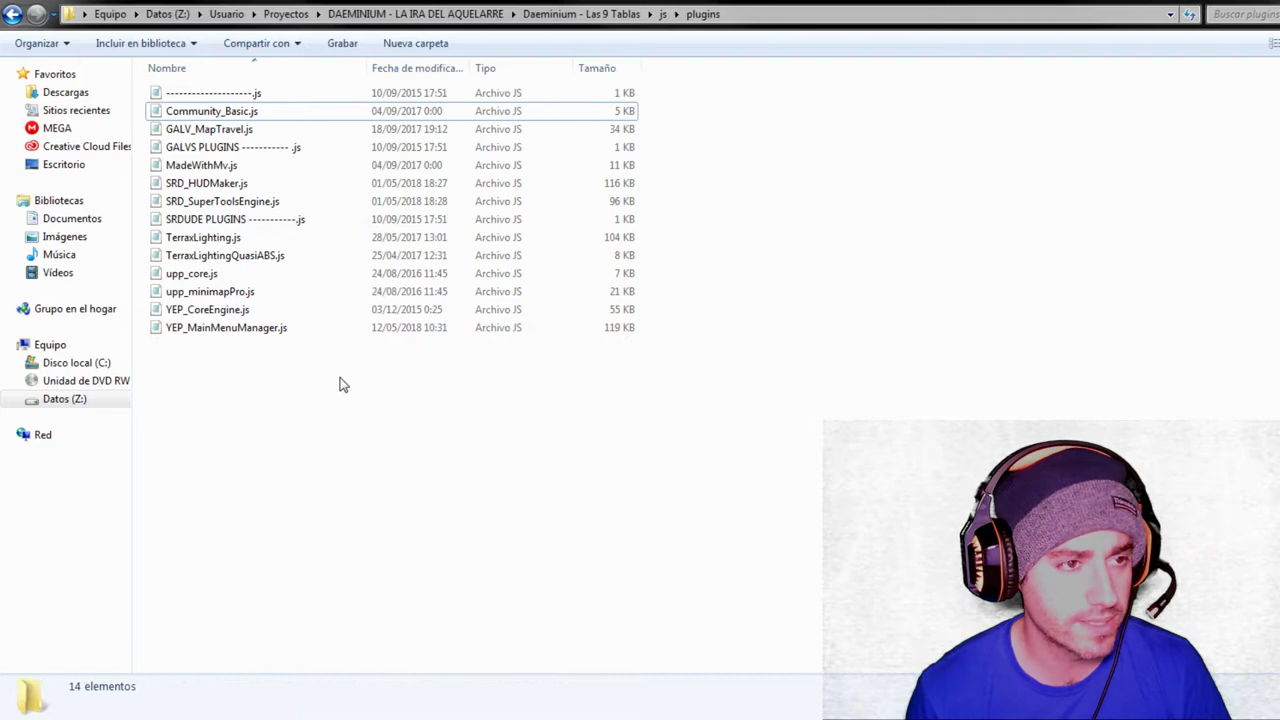 Equipo ▸ Datos (Z:) ▸ Usuario ▸ Proyectos ▸ DAEMINIUM - LA IRA DEL AQUELARRE ▸ Daeminium - Las 9 Tablas ▸ js ▸ plugins
Buscar plugins
Organizar Incluir en biblioteca Compartir con Grabar Nueva carpeta
Nombre Fecha de modifica... Tipo Tamaño
Favoritos
Descargas
Sitios recientes
MEGA
Creative Cloud Files
Escritorio
Bibliotecas
Documentos
Imágenes
Música
Vídeos
Grupo en el hogar
Equipo
Disco local (C:)
Unidad de DVD RW
Datos (Z:)
Red
--------------------.js 10/09/2015 17:51 Archivo JS 1 KB
Community_Basic.js 04/09/2017 0:00 Archivo JS 5 KB
GALV_MapTravel.js 18/09/2017 19:12 Archivo JS 34 KB
GALVS PLUGINS ----------- .js 10/09/2015 17:51 Archivo JS 1 KB
MadeWithMv.js 04/09/2017 0:00 Archivo JS 11 KB
SRD_HUDMaker.js 01/05/2018 18:27 Archivo JS 116 KB
SRD_SuperToolsEngine.js 01/05/2018 18:28 Archivo JS 96 KB
SRDUDE PLUGINS -----------.js 10/09/2015 17:51 Archivo JS 1 KB
TerraxLighting.js 28/05/2017 13:01 Archivo JS 104 KB
TerraxLightingQuasiABS.js 25/04/2017 12:31 Archivo JS 8 KB
upp_core.js 24/08/2016 11:45 Archivo JS 7 KB
upp_minimapPro.js 24/08/2016 11:45 Archivo JS 21 KB
YEP_CoreEngine.js 03/12/2015 0:25 Archivo JS 55 KB
YEP_MainMenuManager.js 12/05/2018 10:31 Archivo JS 119 KB
14 elementos